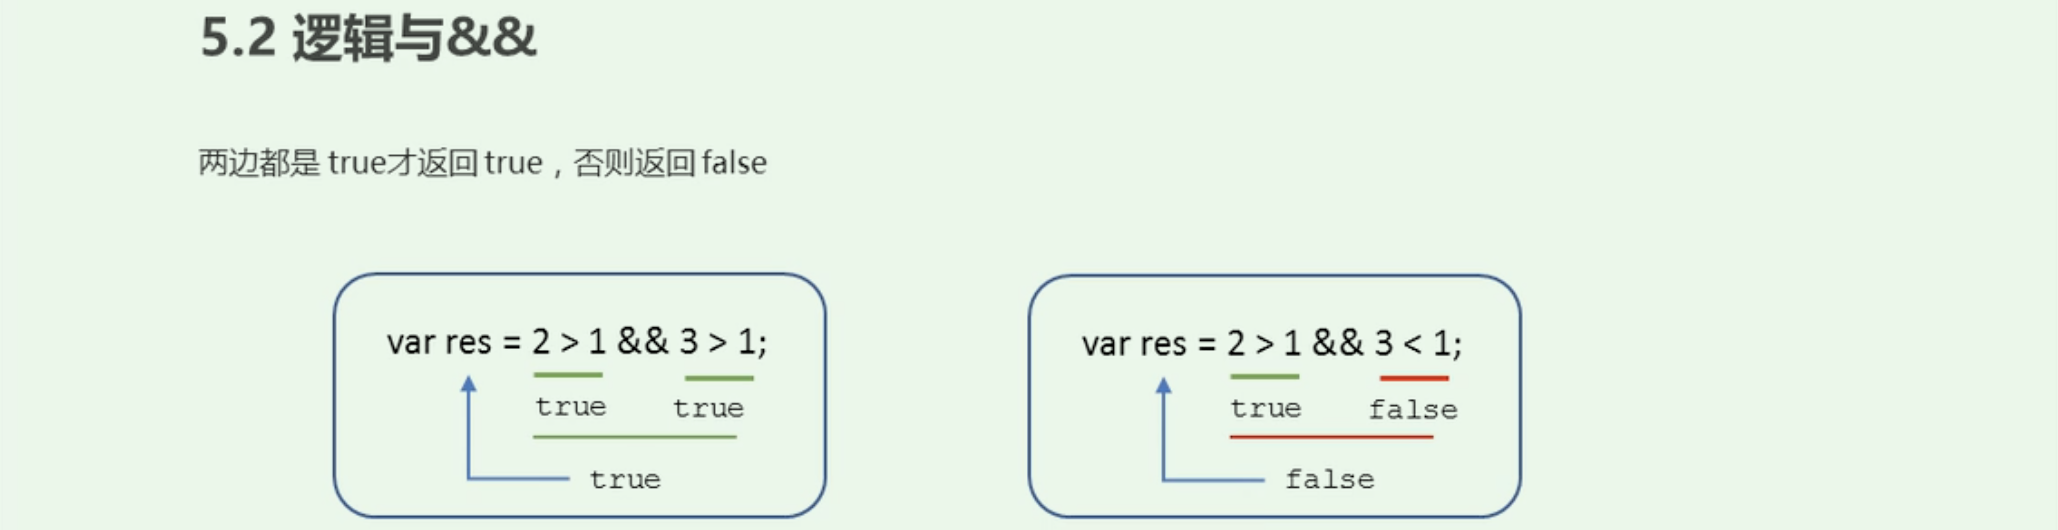 5.2 逻辑与&&
两边都是 true才返回 true，否则返回 false
var res = 2 > 1 && 3 > 1;
true true
true
var res = 2 > 1 && 3 < 1;
true false
false